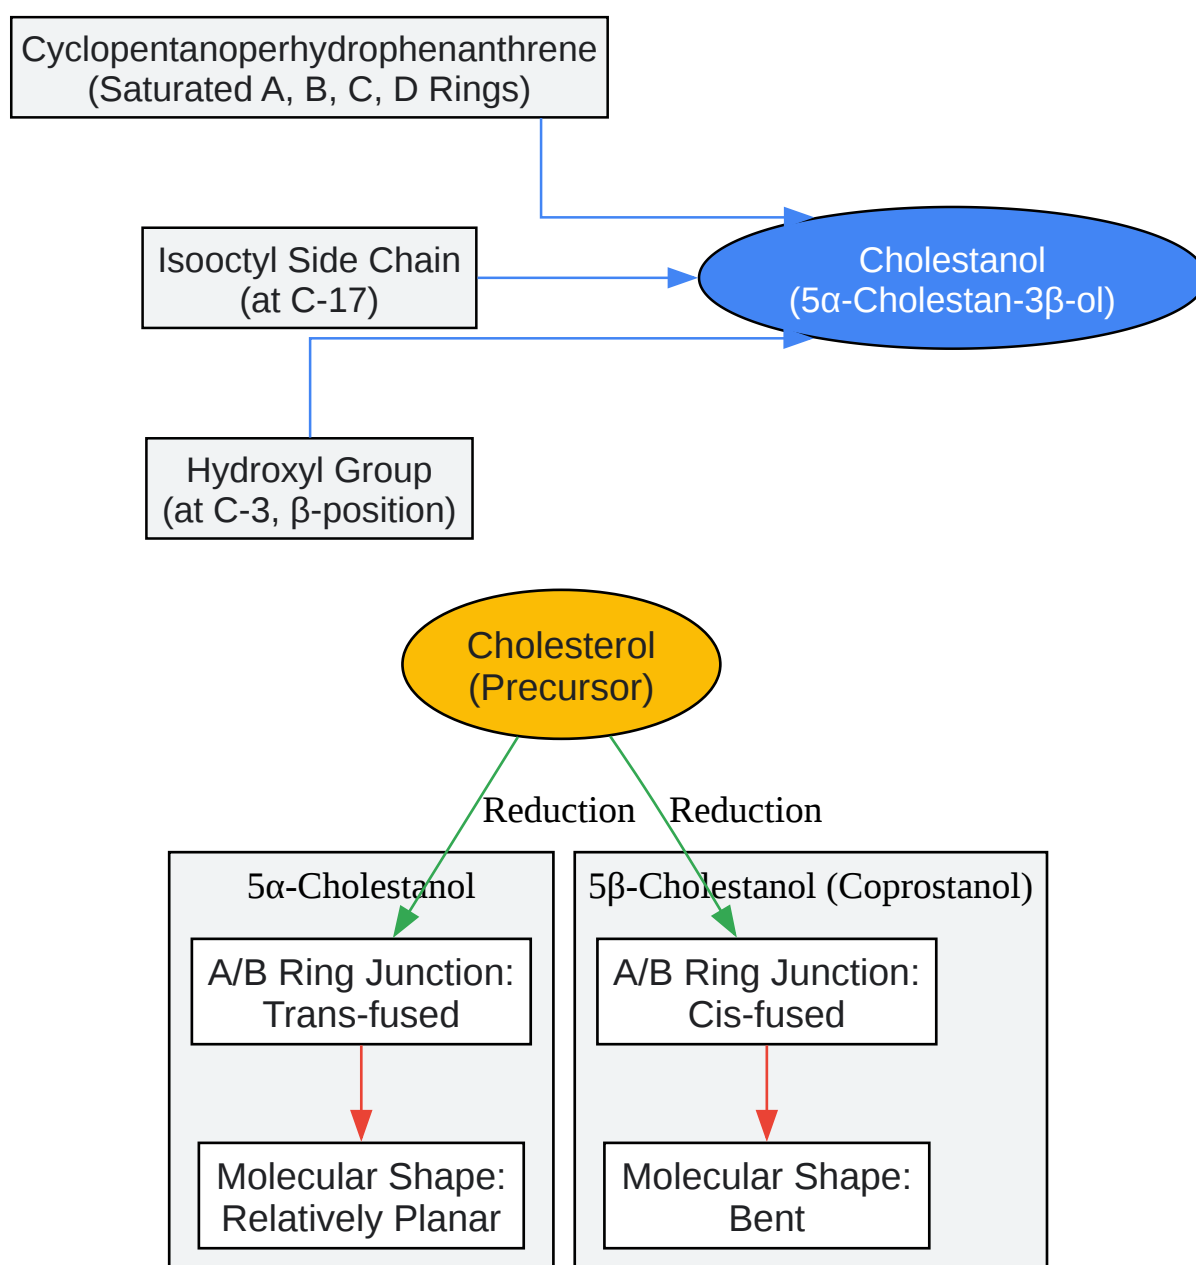 Cyclopentanoperhydrophenanthrene
(Saturated A, B, C, D Rings)
Isooctyl Side Chain
(at C-17)
Cholestanol
(5α-Cholestan-3β-ol)
Hydroxyl Group
(at C-3, β-position)
Cholesterol
(Precursor)
Reduction
Reduction
5α-Cholestanol
A/B Ring Junction:
Trans-fused
Molecular Shape:
Relatively Planar
5β-Cholestanol (Coprostanol)
A/B Ring Junction:
Cis-fused
Molecular Shape:
Bent